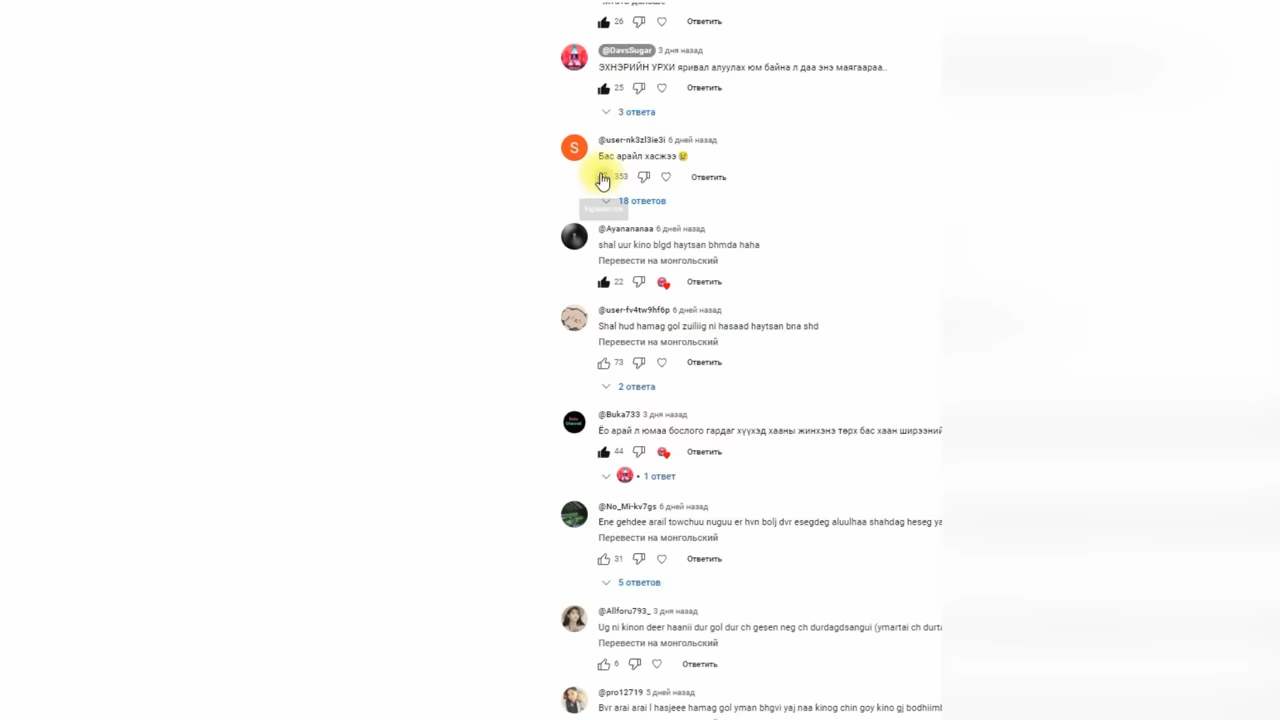 26 Ответить
@DavsSugar 3 дня назад
ЭХНЭРИЙН УРХИ яривал алуулах юм байна л даа энэ маягаараа..
25 Ответить
3 ответа
S
@user-nk3zl3ie3i 6 дней назад
Бас арайл хасжээ😢
353 Ответить
18 ответов
@Ayanananaa 6 дней назад
shal uur kino blgd haytsan bhmda haha
Перевести на монгольский
22 Ответить
@user-fv4tw9hf6p 6 дней назад
Shal hud hamag gol zuiliig ni hasaad haytsan bna shd
Перевести на монгольский
73 Ответить
2 ответа
@Buka733 3 дня назад
Ёо арай л юмаа бослого гардаг хүүхэд хааны жинхэнэ төрх бас хаан ширээний
44 Ответить
• 1 ответ
@No_Mi-kv7gs 6 дней назад
Ene gehdee arail towchuu nuguu er hvn bolj dvr esegdeg aluulhaa shahdag heseg ya
Перевести на монгольский
31 Ответить
5 ответов
@Allforu793_ 3 дня назад
Ug ni kinon deer haanii dur gol dur ch gesen neg ch durdagdsangui (ymartai ch durta
Перевести на монгольский
6 Ответить
@pro12719 5 дней назад
Bvr arai arai l hasjeee hamag gol yman bhgvi yaj naa kinog chin goy kino gj bodhiiml